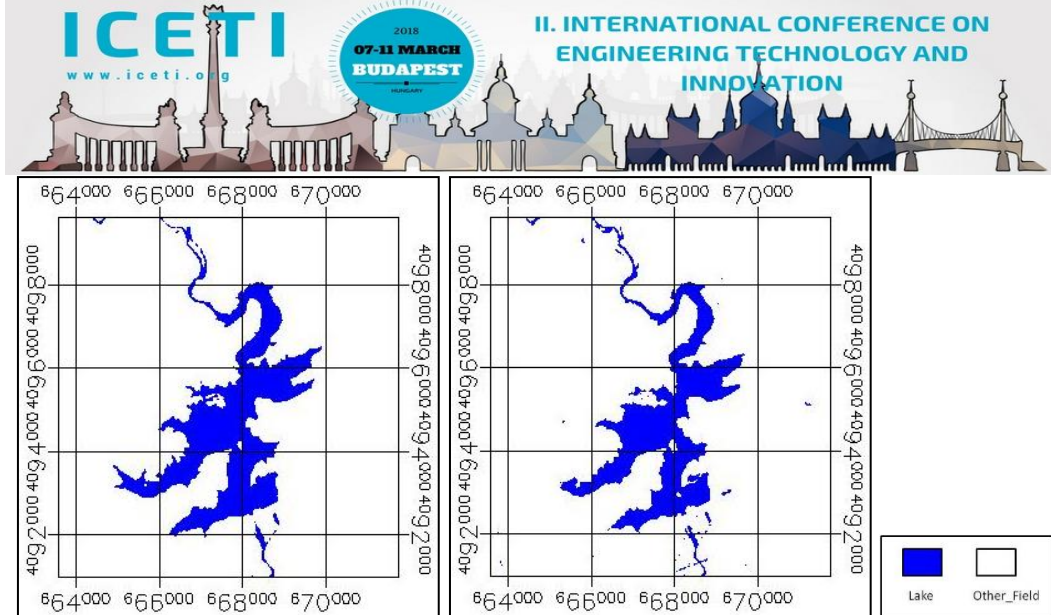 ICETI
www.iceti.org
2018
07-11 MARCH
BUDAPEST
HUNGARY
II. INTERNATIONAL CONFERENCE ON
ENGINEERING TECHNOLOGY AND
INNOVATION
664000 666000 668000 670000
664000 666000 668000 670000
4098000
4096000
4094000
4092000
4098000
4096000
4094000
4092000
4098000
4096000
4094000
4092000
4098000
4096000
4094000
4092000
664000 666000 668000 670000
664000 666000 668000 670000
Lake
Other_Field